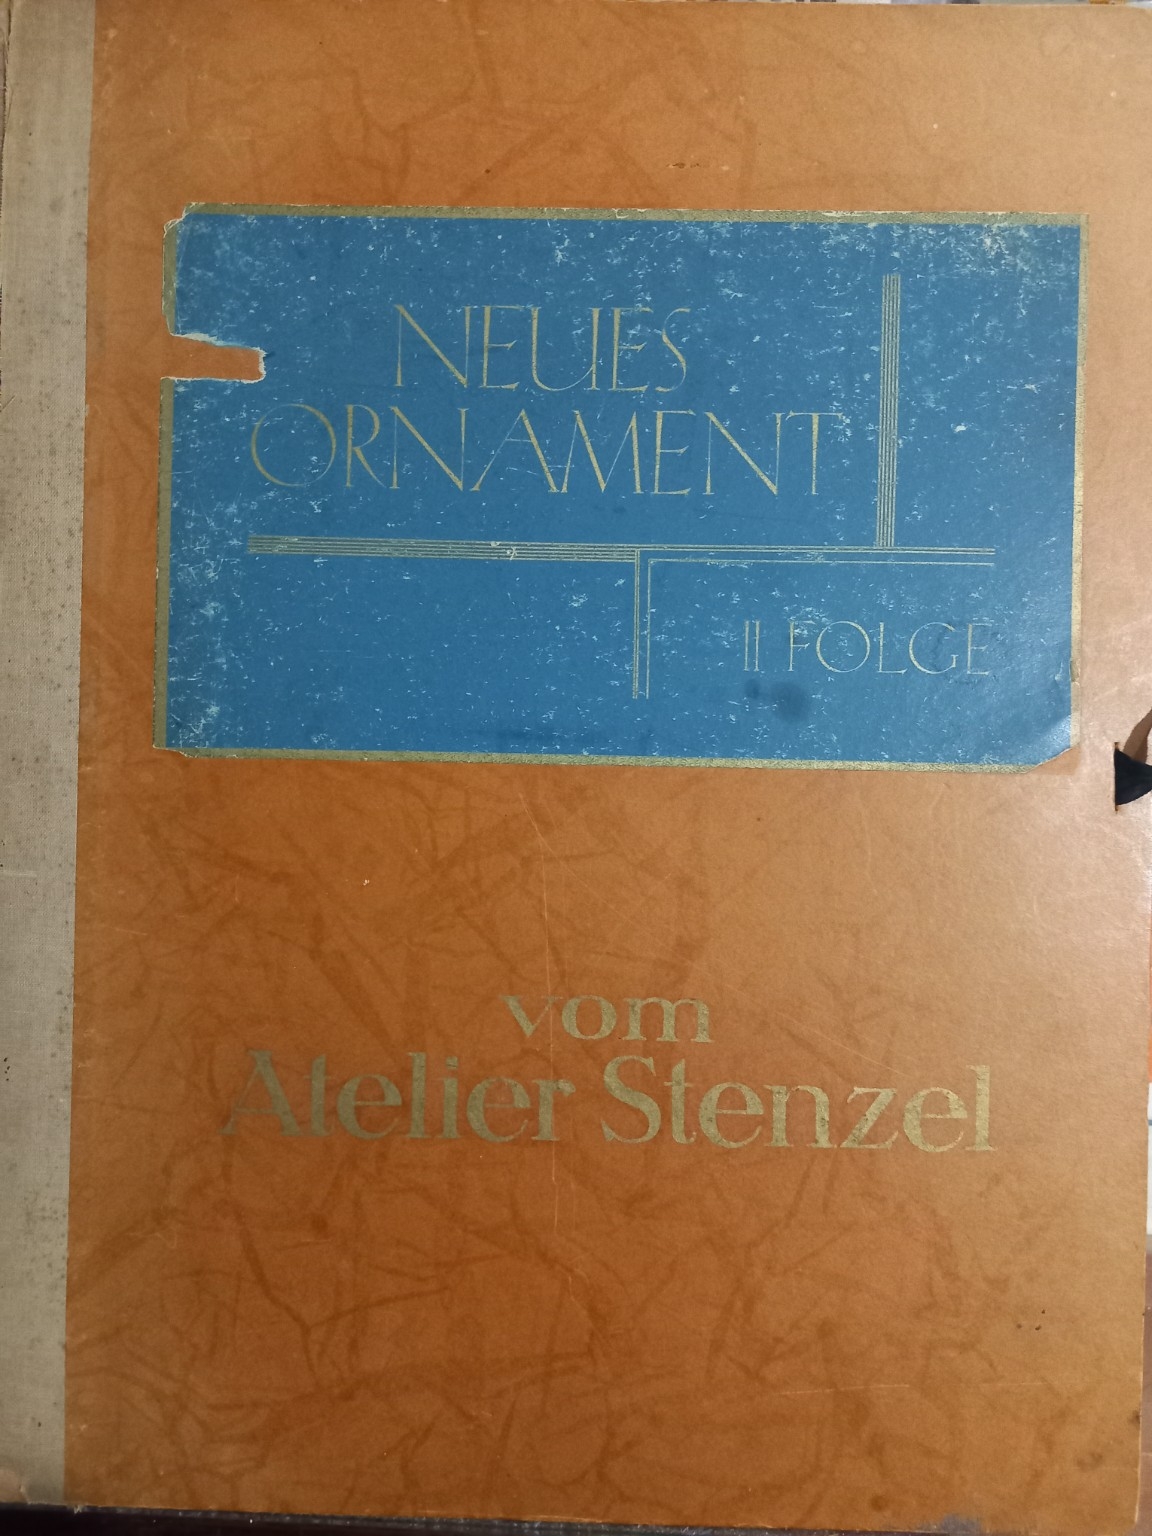 NEUES
ORNAMENT
II FOLGE
vom
Atelier Stenzel